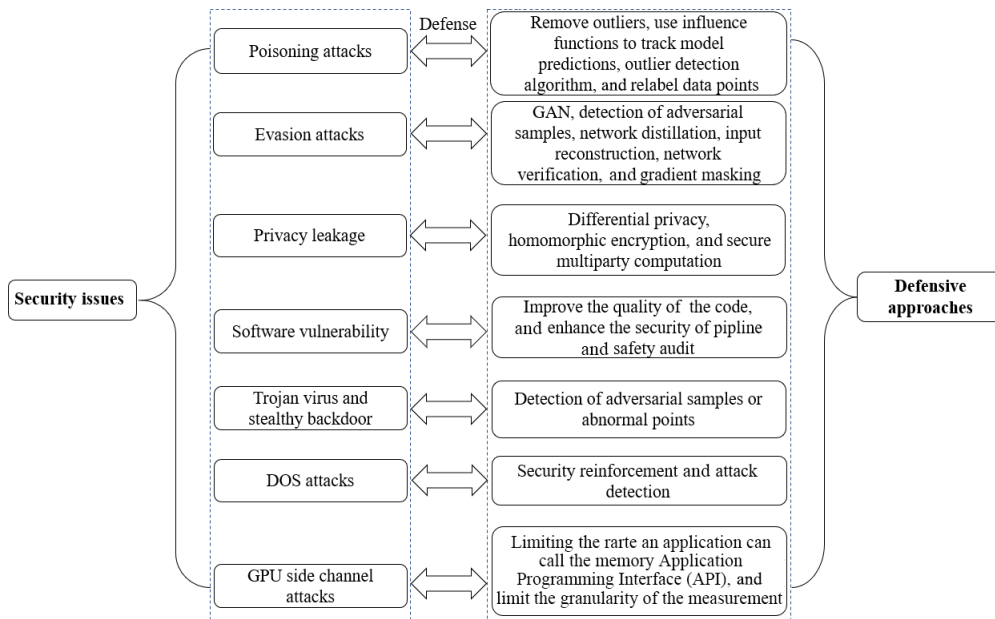 Defense
Poisoning attacks
Remove outliers, use influence
functions to track model
predictions, outlier detection
algorithm, and relabel data points
Evasion attacks
GAN, detection of adversarial
samples, network distillation, input
reconstruction, network
verification, and gradient masking
Privacy leakage
Differential privacy,
homomorphic encryption, and secure
multiparty computation
Security issues
Defensive
approaches
Software vulnerability
Improve the quality of the code,
and enhance the security of pipline
and safety audit
Trojan virus and
stealthy backdoor
Detection of adversarial samples or
abnormal points
DOS attacks
Security reinforcement and attack
detection
GPU side channel
attacks
Limiting the rarte an application can
call the memory Application
Programming Interface (API), and
limit the granularity of the measurement